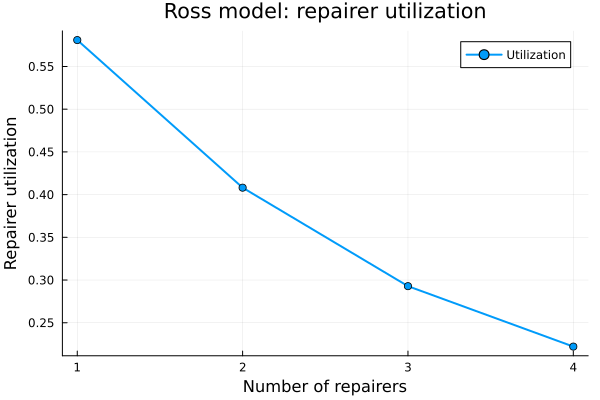 Ross model: repairer utilization
Utilization
Repairer utilization
0.55
0.50
0.45
0.40
0.35
0.30
0.25
1 2 3 4
Number of repairers